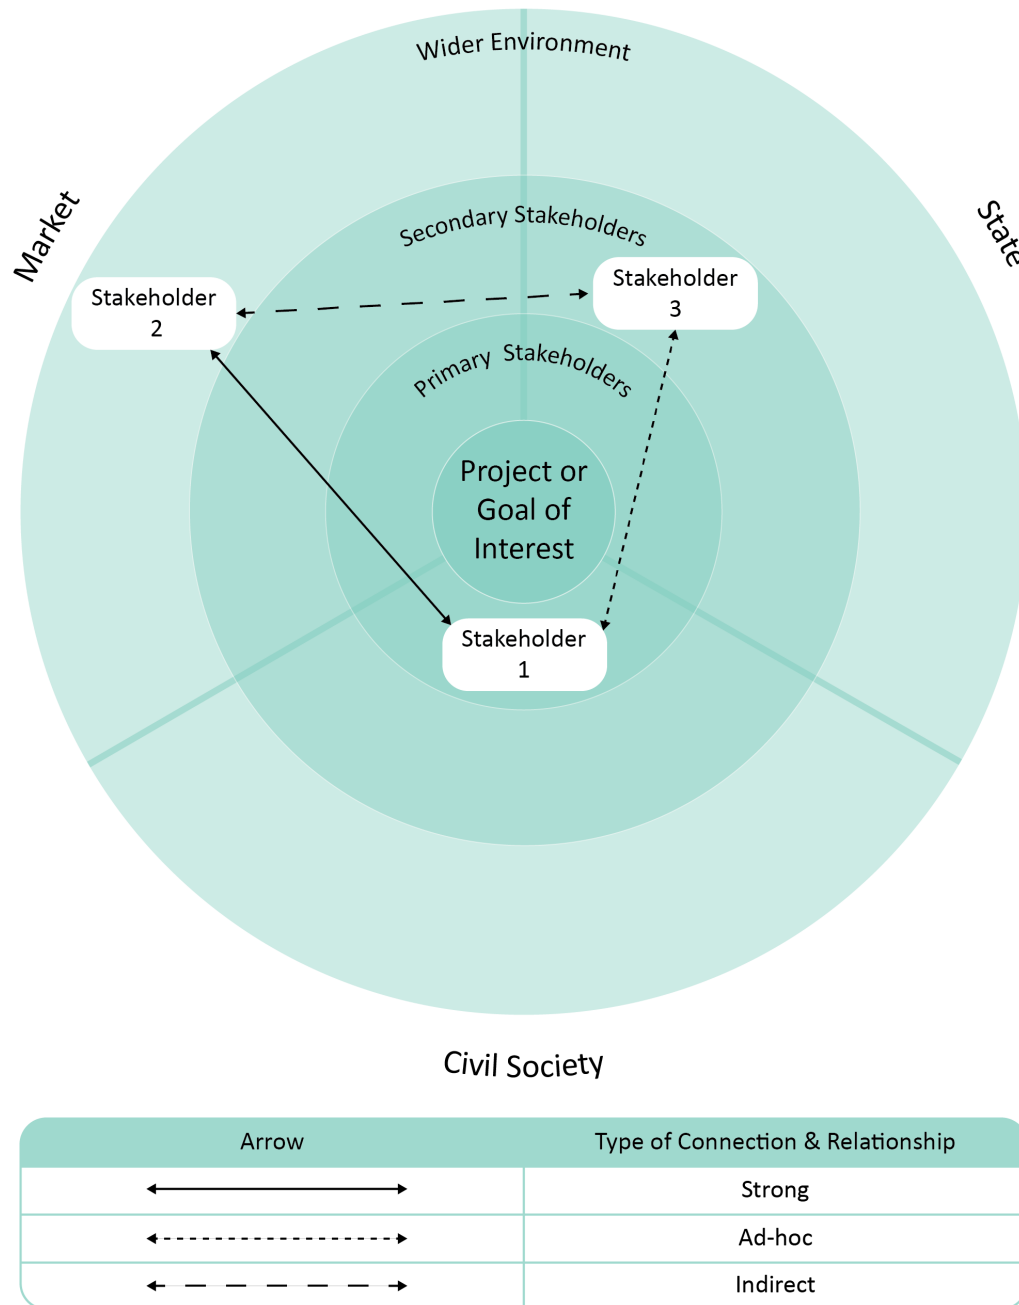 Wider Environment
Market
State
Secondary Stakeholders
Stakeholder
3
Stakeholder
2
Primary Stakeholders
Project or
Goal of
Interest
Stakeholder
1
Civil Society
Arrow
Type of Connection & Relationship
Strong
Ad-hoc
Indirect